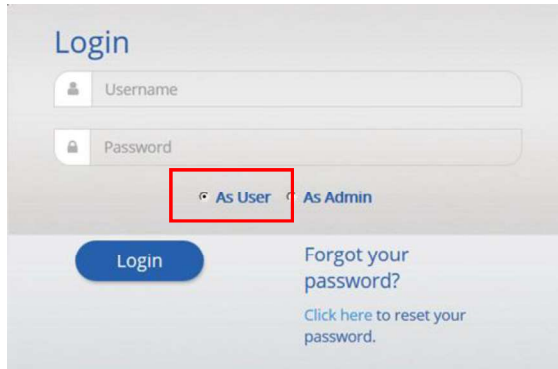 Login
Username
Password
As User As Admin
Login
Forgot your
password?
Click here to reset your
password.